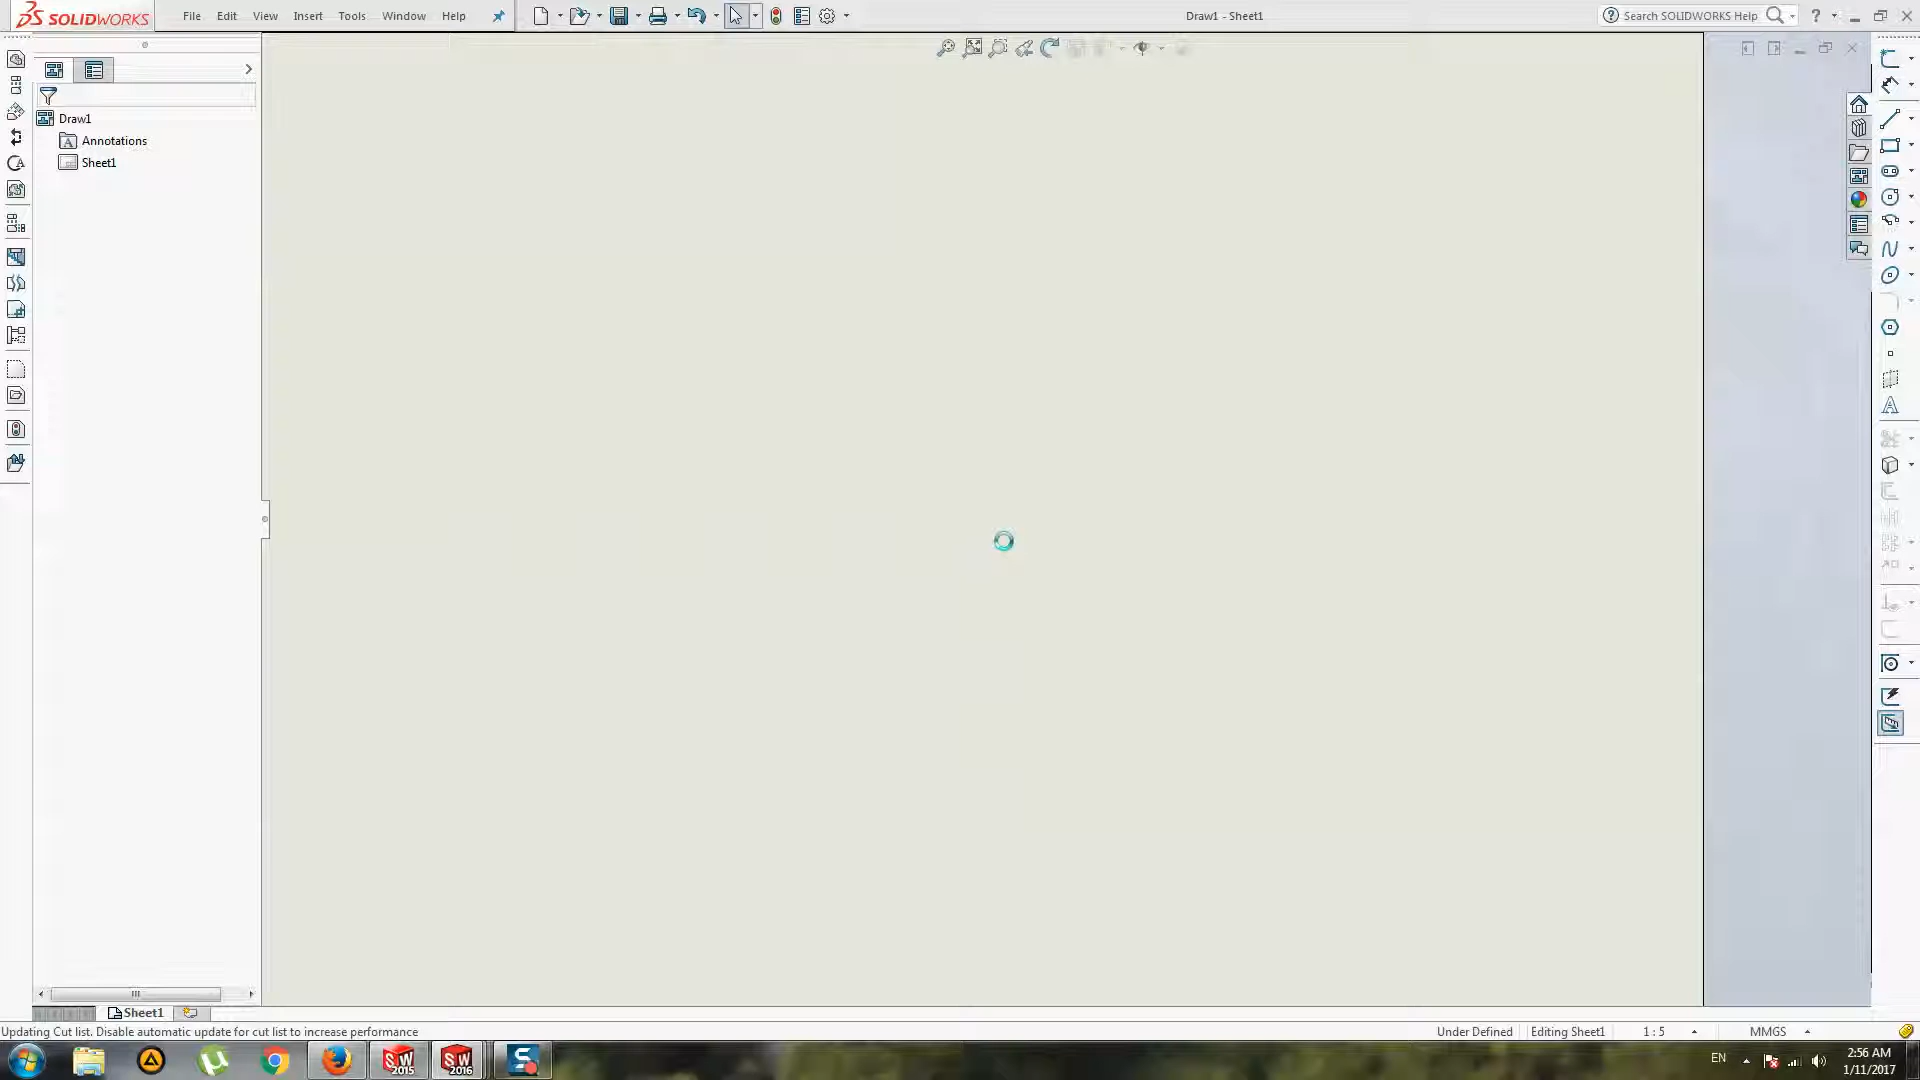 SOLIDWORKS File Edit View Insert Tools Window Help Draw1 - Sheet1 Search SOLIDWORKS Help
Draw1
Annotations
Sheet1
Sheet1
Updating Cut list. Disable automatic update for cut list to increase performance Under Defined Editing Sheet1 1 : 5 MMGS
SW 2015 SW 2016 S EN 2:56 AM
1/11/2017